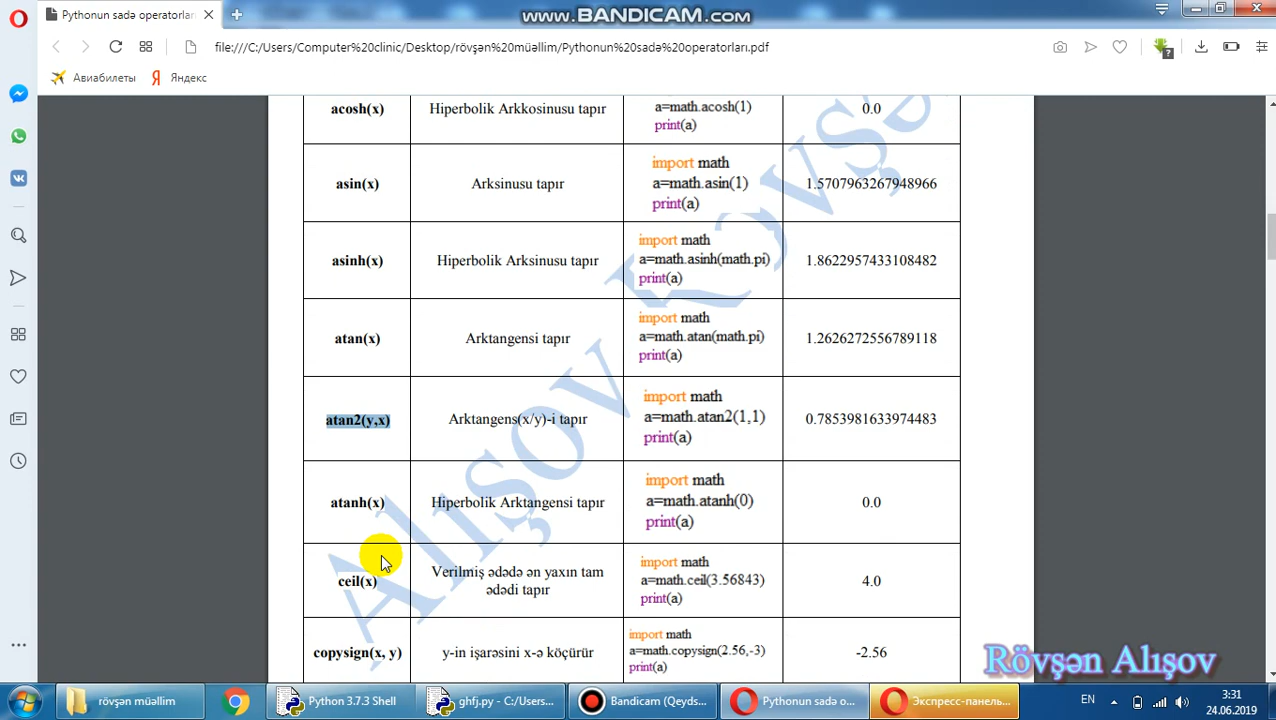 Pythonun sadə operatorlar
www.BANDICAM.com
file:///C:/Users/Computer%20clinic/Desktop/rövşən%20müəllim/Pythonun%20sadə%20operatorları.pdf
Авиабилеты
Яндекс
acosh(x)
Hiperbolik Arkkosinusu tapır
a=math.acosh(1)
print(a)
0.0
asin(x)
Arksinusu tapır
import math
a=math.asin(1)
print(a)
1.5707963267948966
asinh(x)
Hiperbolik Arksinusu tapır
import math
a=math.asinh(math.pi)
print(a)
1.8622957433108482
atan(x)
Arktangensi tapır
import math
a=math.atan(math.pi)
print(a)
1.2626272556789118
atan2(y,x)
Arktangens(x/y)-i tapır
import math
a=math.atan2(1,1)
print(a)
0.7853981633974483
atanh(x)
Hiperbolik Arktangensi tapır
import math
a=math.atanh(0)
print(a)
0.0
ceil(x)
Verilmiş ədədə ən yaxın tam
ədədi tapır
import math
a=math.ceil(3.56843)
print(a)
4.0
copysign(x, y)
y-in işarəsini x-ə köçürür
import math
a=math.copysign(2.56,-3)
print(a)
-2.56
Alışov Rövşə
Rövşən Alışov
rövşən müəllim
Python 3.7.3 Shell
ghfj.py - C:/Users...
Bandicam (Qeyds...
Pythonun sadə o...
Экспресс-панель...
EN
3:31
24.06.2019